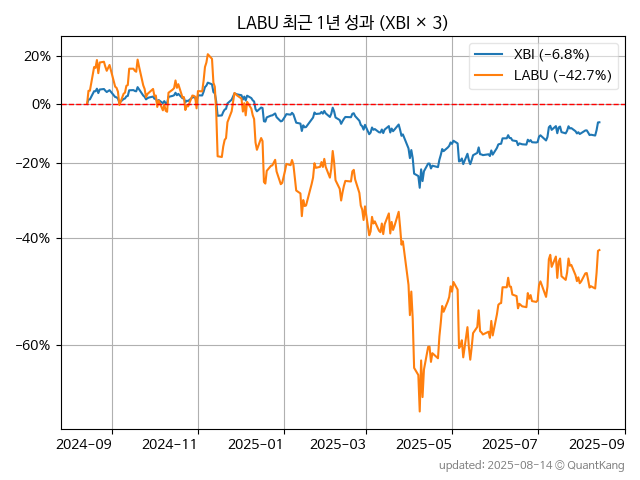 LABU 최근 1년 성과 (XBI × 3)
XBI (−6.8%)
LABU (−42.7%)
20%
0%
−20%
−40%
−60%
2024−09 2024−11 2025−01 2025−03 2025−05 2025−07 2025−09
updated: 2025-08-14 © QuantKang